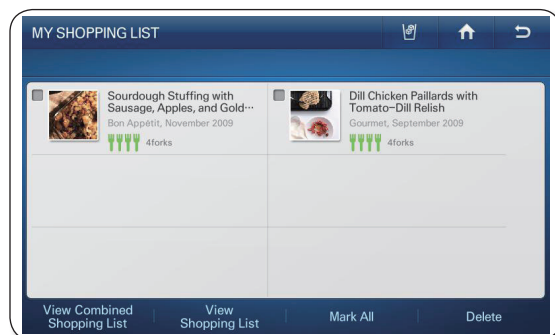 MY SHOPPING LIST
Sourdough Stuffing with
Sausage, Apples, and Gold…
Bon Appétit, November 2009
4forks
Dill Chicken Paillards with
Tomato-Dill Relish
Gourmet, September 2009
4forks
View Combined
Shopping List
View
Shopping List
Mark All
Delete